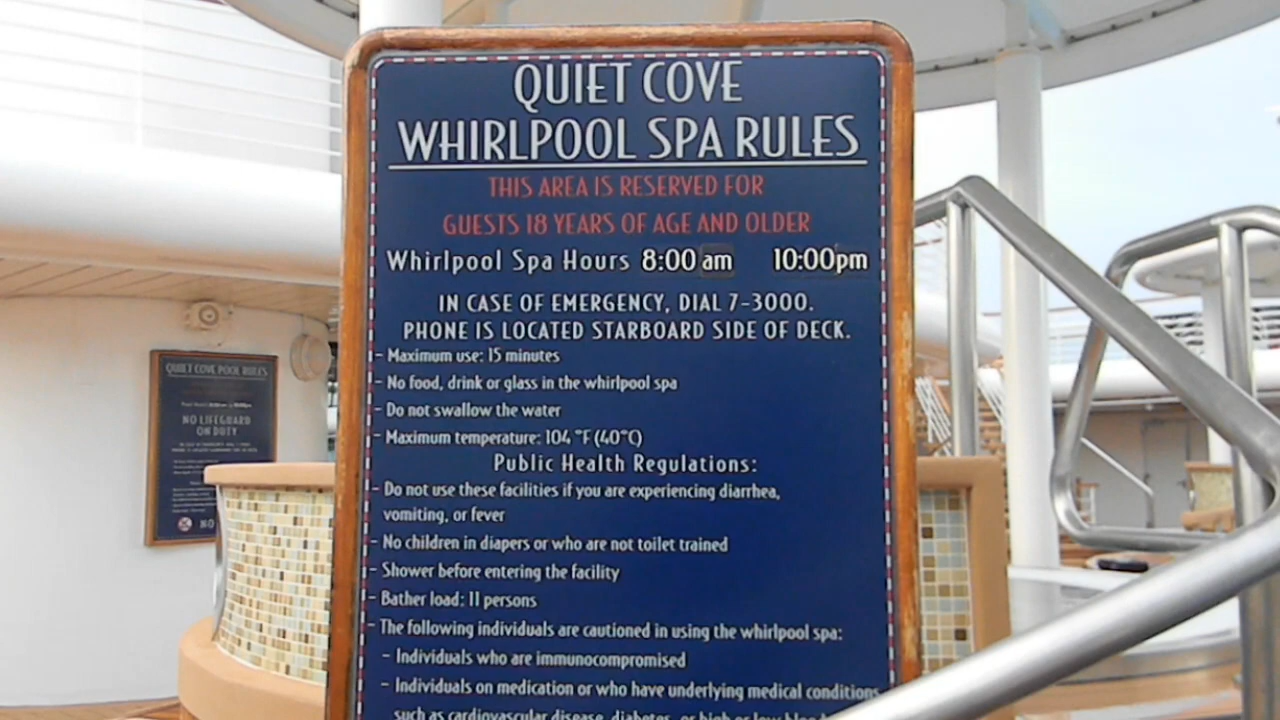 QUIET COVE
WHIRLPOOL SPA RULES
THIS AREA IS RESERVED FOR
GUESTS 18 YEARS OF AGE AND OLDER
Whirlpool Spa Hours 8:00 am 10:00pm
IN CASE OF EMERGENCY, DIAL 7-3000.
PHONE IS LOCATED STARBOARD SIDE OF DECK.
- Maximum use: 15 minutes
- No food, drink or glass in the whirlpool spa
- Do not swallow the water
- Maximum temperature: 104 °F (40°C)
Public Health Regulations:
- Do not use these facilities if you are experiencing diarrhea,
vomiting, or fever
- No children in diapers or who are not toilet trained
- Shower before entering the facility
- Bather load: 11 persons
- The following individuals are cautioned in using the whirlpool spa:
- Individuals who are immunocompromised
- Individuals on medication or who have underlying medical conditions
such as cardiovascular disease, diabetes, or high or low
QUIET COVE POOL RULES
NO LIFEGUARD
ON DUTY
NO